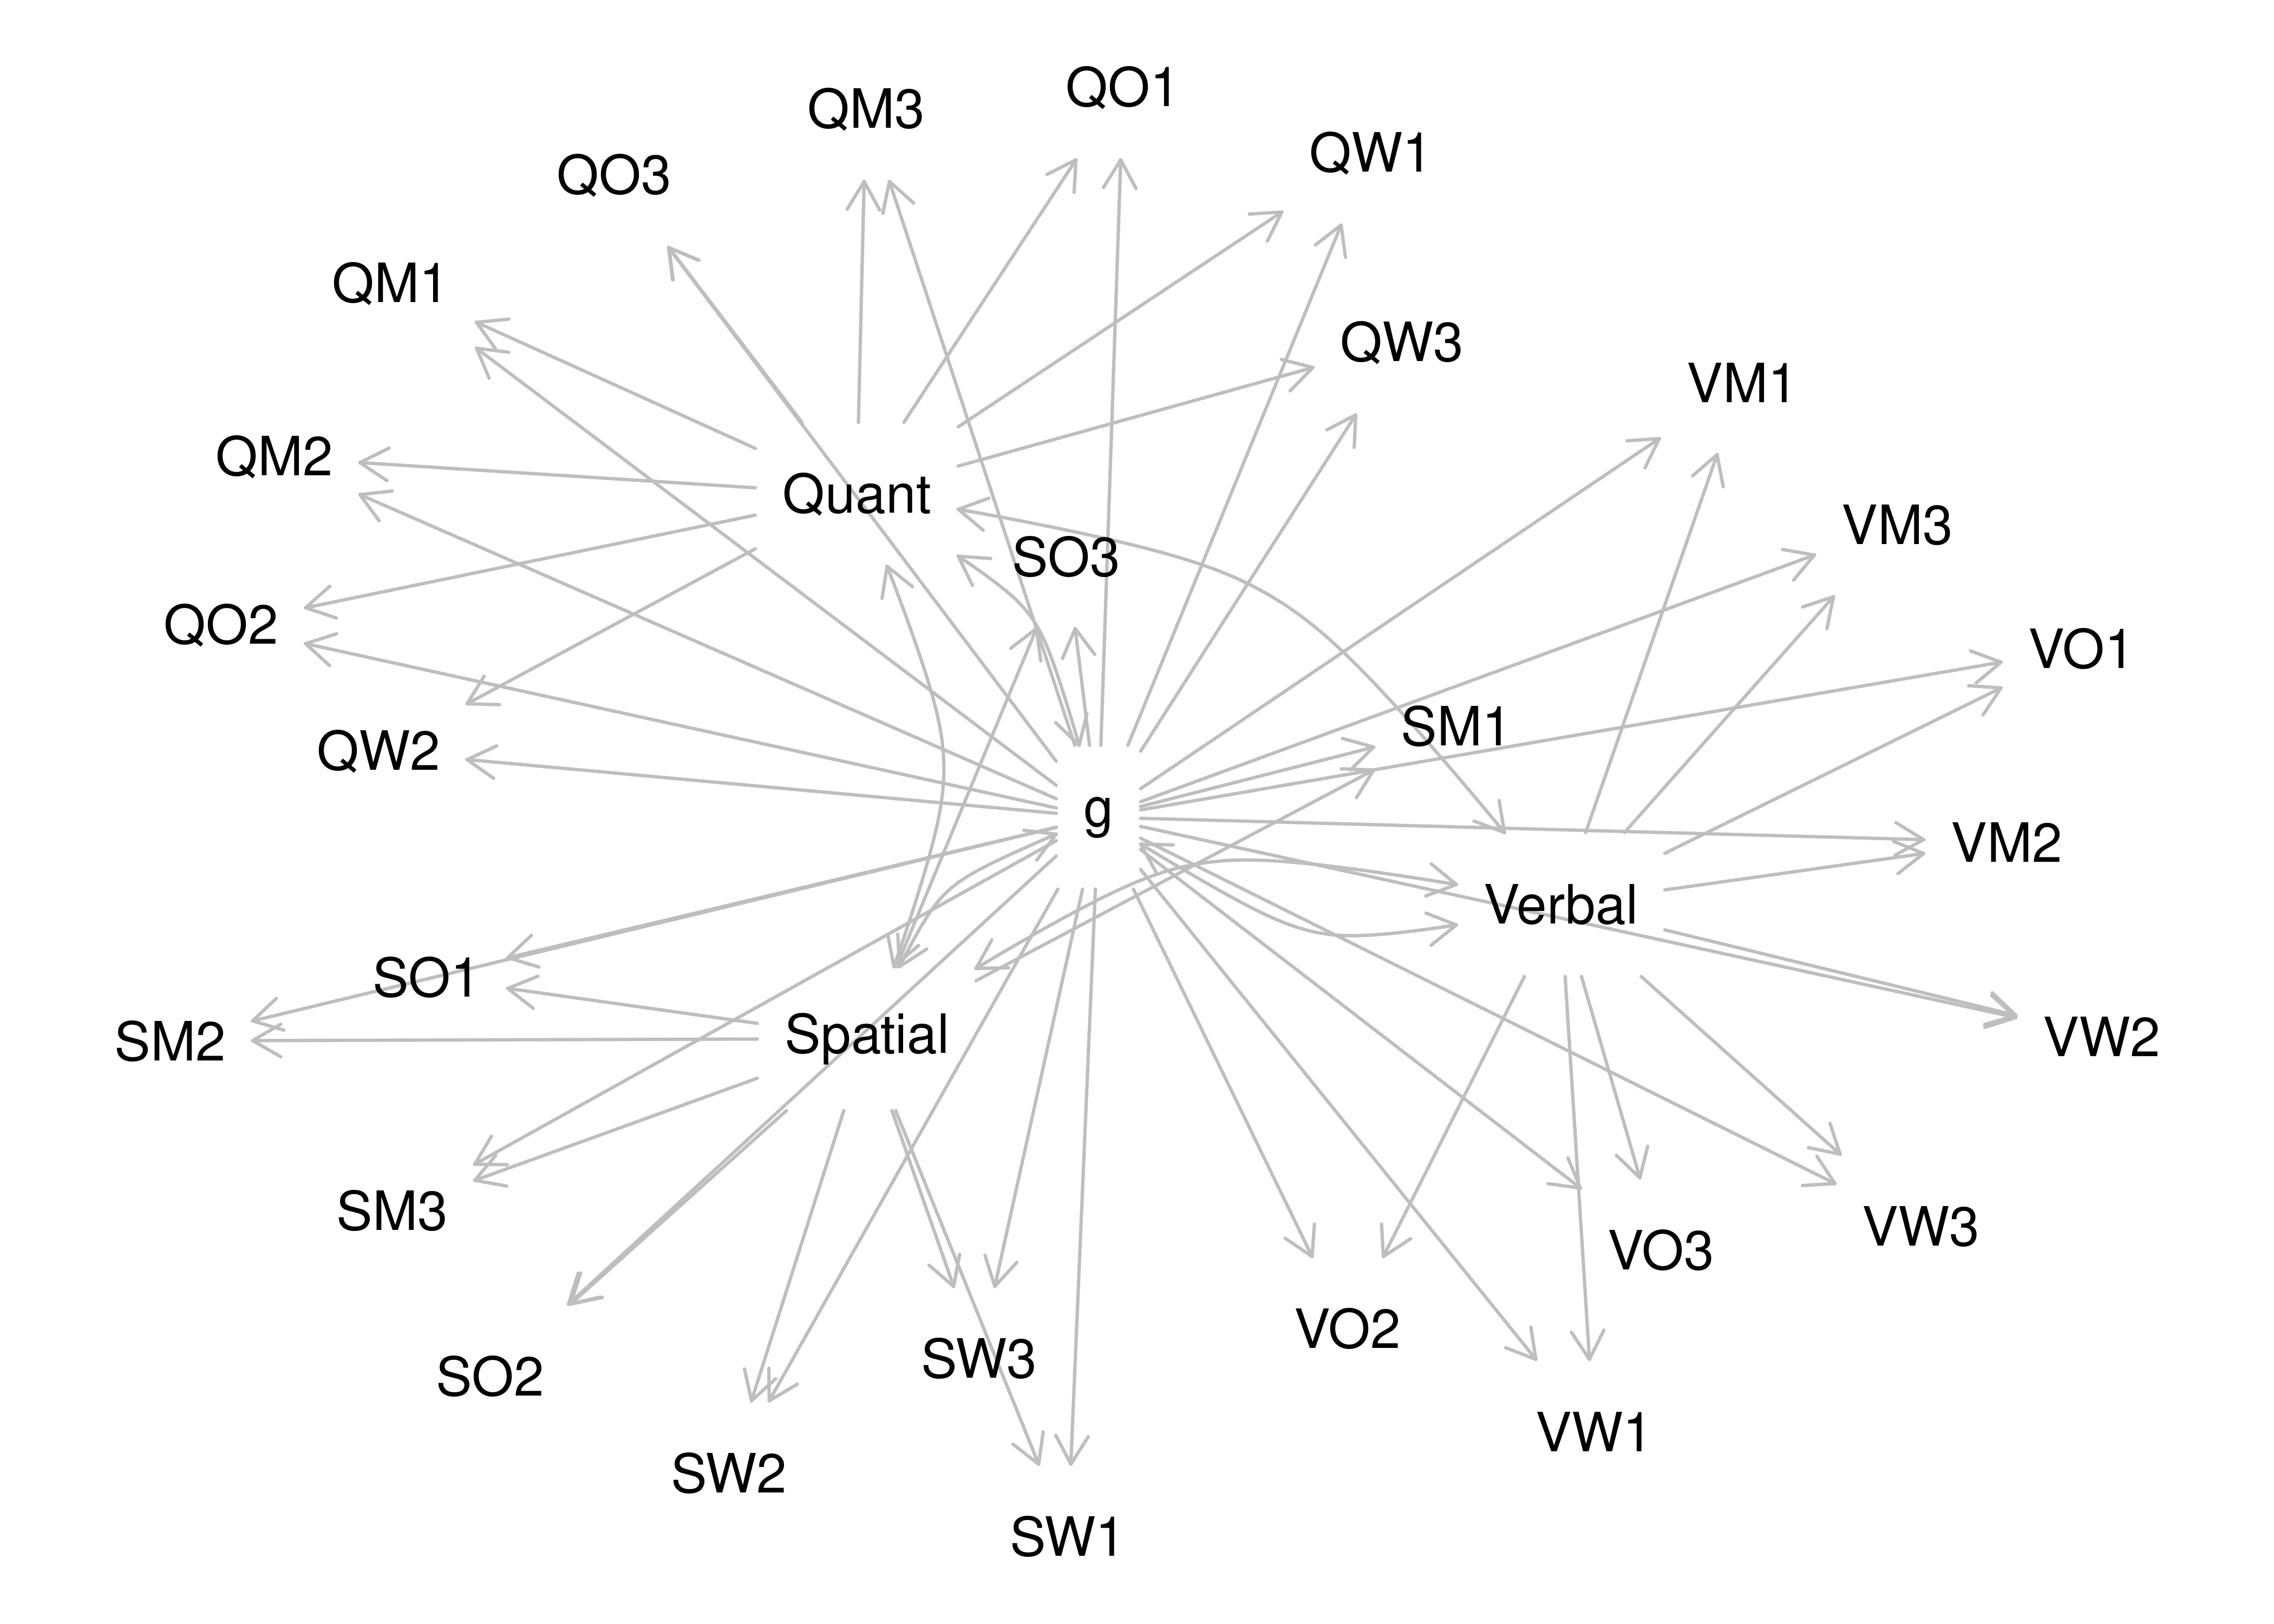 QO1
QM3
QW1
QO3
QM1
QW3
VM1
QM2
Quant
VM3
SO3
QO2
VO1
SM1
QW2
g
VM2
Verbal
SO1
Spatial
SM2
VW2
SM3
VW3
VO3
VO2
SW3
SO2
VW1
SW2
SW1